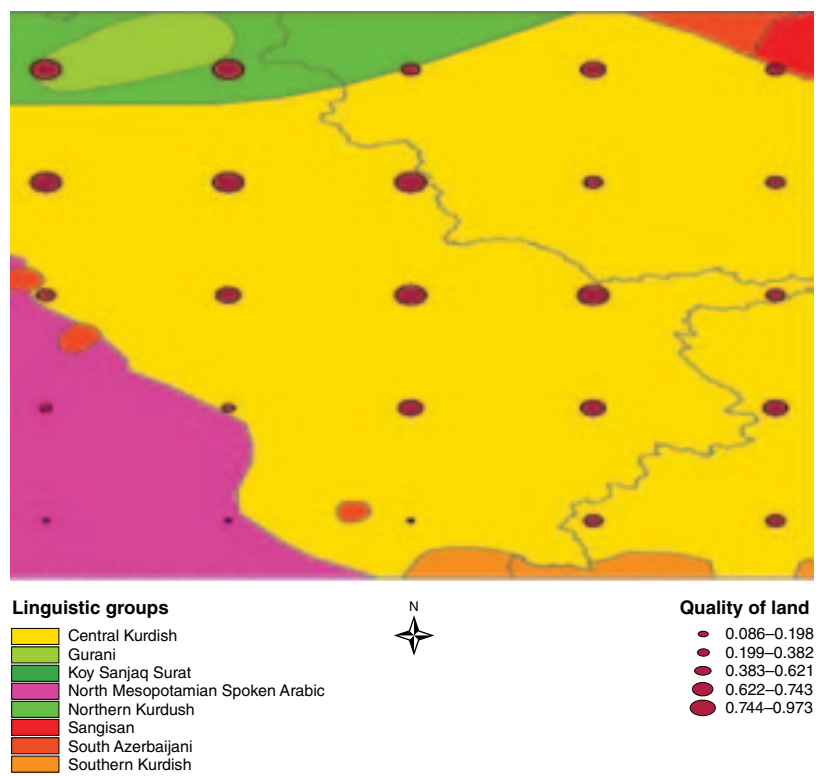 Linguistic groups
Central Kurdish
Gurani
Koy Sanjaq Surat
North Mesopotamian Spoken Arabic
Northern Kurdush
Sangisan
South Azerbaijani
Southern Kurdish
N
Quality of land
0.086–0.198
0.199–0.382
0.383–0.621
0.622–0.743
0.744–0.973